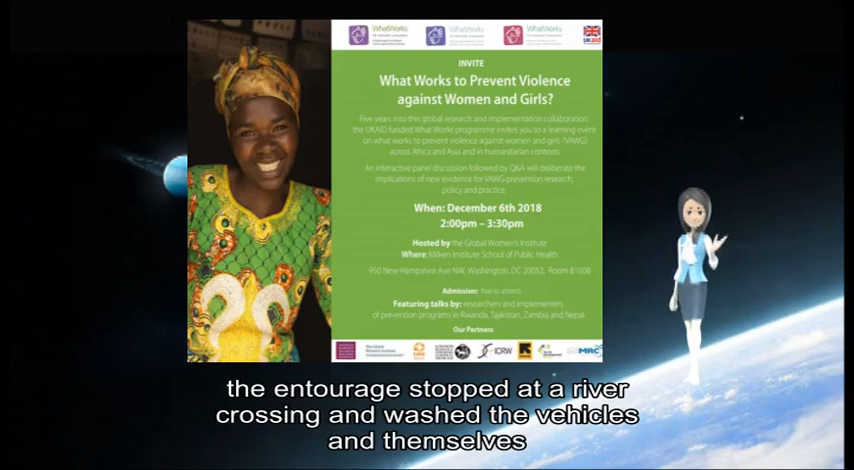 WhatWorks WhatWorks WhatWorks
UKaid
INVITE
What Works to Prevent Violence
against Women and Girls?
Five years into this global research and implementation collaboration,
the UKAID funded What Works programme invites you to a learning event
on what works to prevent violence against women and girls (VAWG)
across Africa and Asia and in humanitarian contexts.
An interactive panel discussion followed by Q&A will deliberate the
implications of new evidence for VAWG prevention research,
policy and practice.
When: December 6th 2018
2:00pm – 3:30pm
Hosted by the Global Women's Institute
Where: Milken Institute School of Public Health
950 New Hampshire Ave NW, Washington, DC 20052, Room B100B
Admission: free to attend.
Featuring talks by: researchers and implementers
of prevention programs in Rwanda, Tajikistan, Zambia and Nepal.
Our Partners
ICRW
MRC
the entourage stopped at a river
crossing and washed the vehicles
and themselves